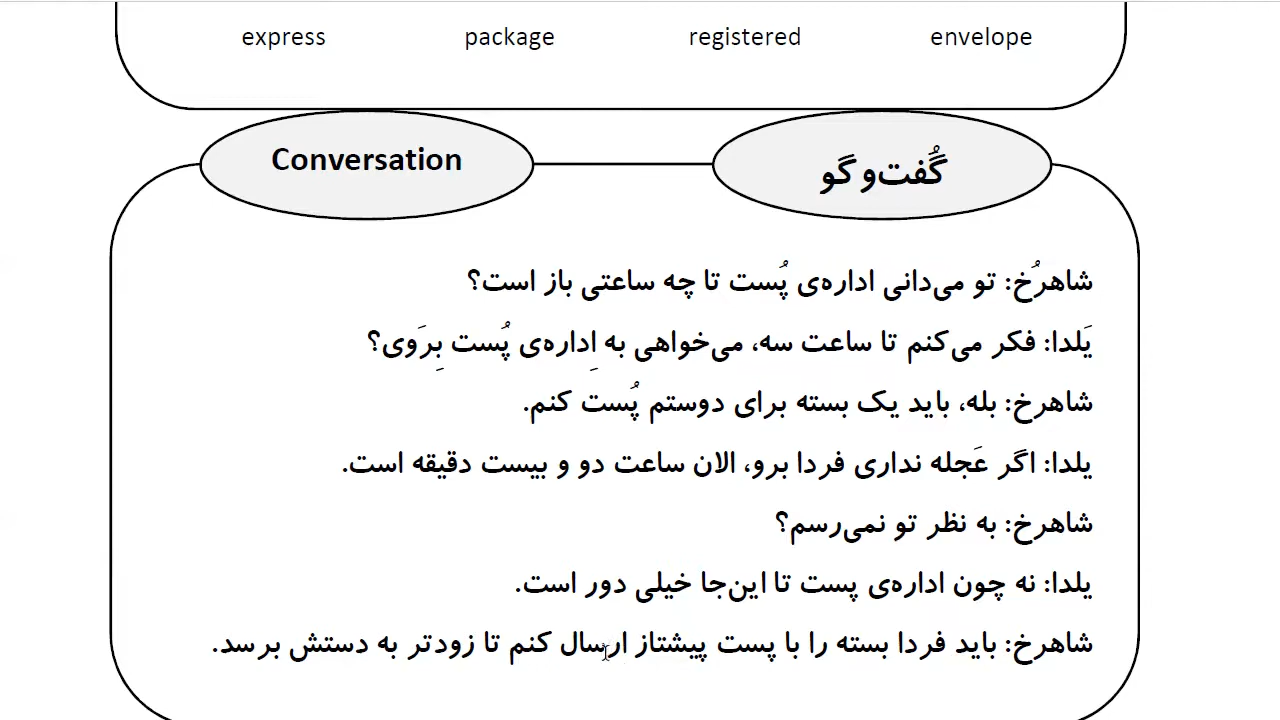 express package registered envelope
Conversation گُفت‌و گو
شاهرُخ: تو می‌دانی اداره‌ی پُست تا چه ساعتی باز است؟
یَلدا: فکر می‌کنم تا ساعت سه، می‌خواهی به اِداره‌ی پُست بِرَوی؟
شاهرخ: بله، باید یک بسته برای دوستم پُست کنم.
یلدا: اگر عَجله نداری فردا برو، الان ساعت دو و بیست دقیقه است.
شاهرخ: به نظر تو نمی‌رسم؟
یلدا: نه چون اداره‌ی پست تا این‌جا خیلی دور است.
شاهرخ: باید فردا بسته را با پست پیشتاز ارسال کنم تا زودتر به دستش برسد.